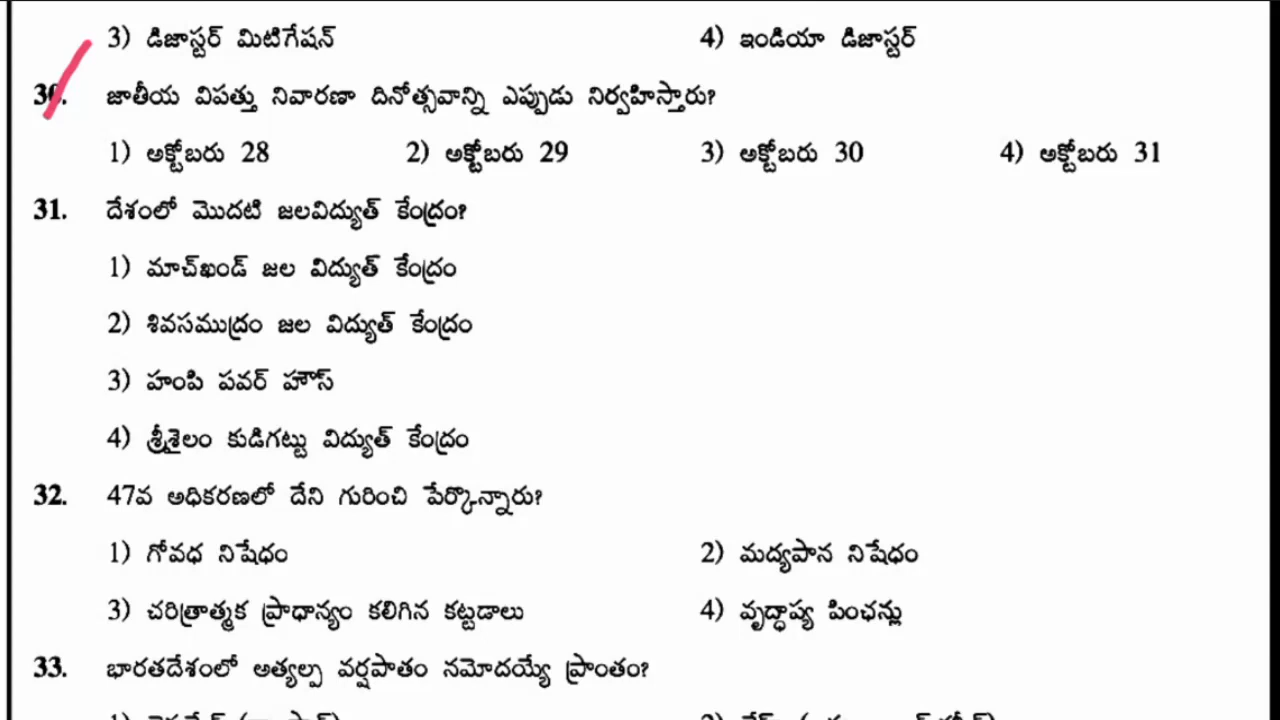 3) డిజాస్టర్ మిటిగేషన్ 4) ఇండియా డిజాస్టర్
30. జాతీయ విపత్తు నివారణా దినోత్సవాన్ని ఎప్పుడు నిర్వహిస్తారు?
1) అక్టోబరు 28 2) అక్టోబరు 29 3) అక్టోబరు 30 4) అక్టోబరు 31
31. దేశంలో మొదటి జలవిద్యుత్ కేంద్రం?
1) మాచ్‌ఖండ్ జల విద్యుత్ కేంద్రం
2) శివసముద్రం జల విద్యుత్ కేంద్రం
3) హంపి పవర్ హౌస్
4) శ్రీశైలం కుడిగట్టు విద్యుత్ కేంద్రం
32. 47వ అధికరణలో దేని గురించి పేర్కొన్నారు?
1) గోవధ నిషేధం 2) మద్యపాన నిషేధం
3) చరిత్రాత్మక ప్రాధాన్యం కలిగిన కట్టడాలు 4) వృద్ధాప్య పింఛన్లు
33. భారతదేశంలో అత్యల్ప వర్షపాతం నమోదయ్యే ప్రాంతం?